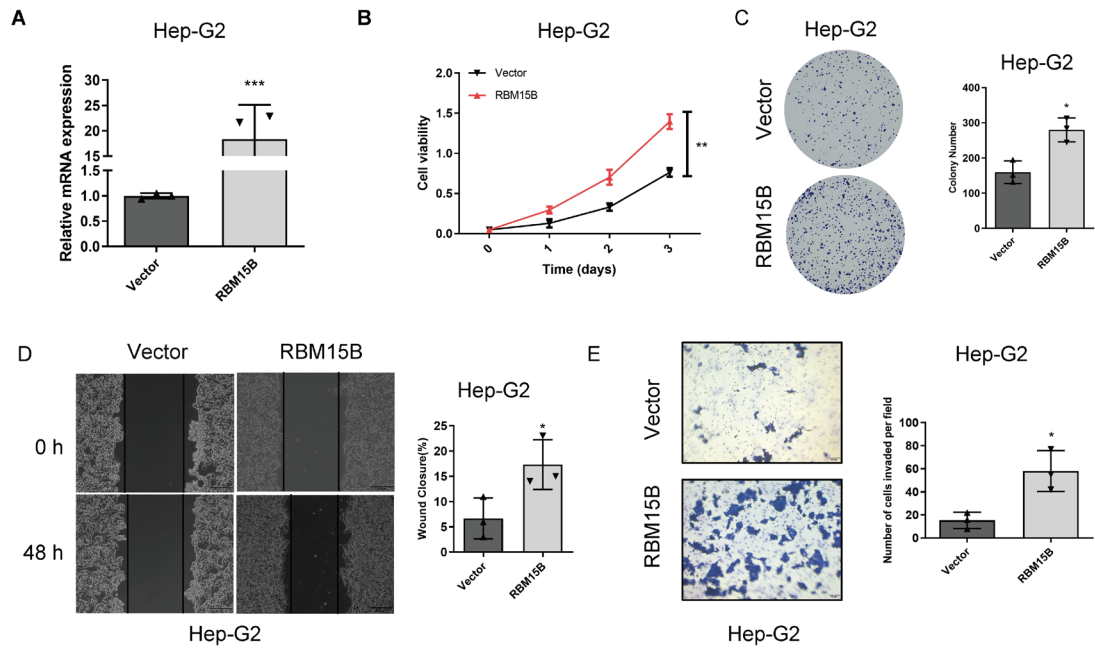 A
Hep-G2
Relative mRNA expression
30
25
20
15
1.5
1.0
0.5
0.0
***
Vector
RBM15B
B
Hep-G2
Vector
RBM15B
Cell viability
2.0
1.5
1.0
0.5
0.0
**
0
1
2
3
Time (days)
C
Hep-G2
Vector
RBM15B
Hep-G2
Colony Number
400
300
200
100
0
*
Vector
RBM15B
D
Vector
RBM15B
0 h
48 h
Hep-G2
Hep-G2
Wound Closure(%)
25
20
15
10
5
0
*
Vector
RBM15B
E
Vector
RBM15B
Hep-G2
Hep-G2
Number of cells invaded per field
100
80
60
40
20
0
*
Vector
RBM15B